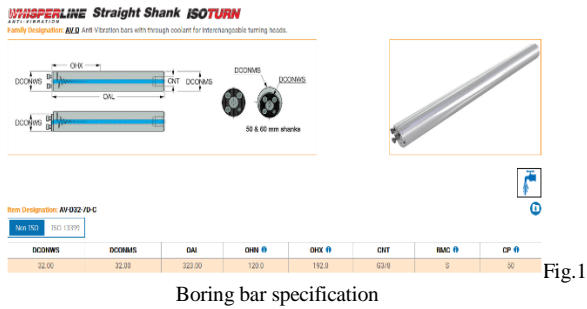 WHISPERLINE Straight Shank ISOTURN
ANTI-VIBRATION
Family Designation: AV-D Anti-Vibration bars with through coolant for interchangeable turning heads.
OHX
DCONWS
CNT
DCONMS
OAL
DCONWS
DCONMS
DCONWS
50 & 60 mm shanks
Item Designation: AV-D32-7D-C
Non ISO ISO 13399
DCONWS DCONMS OAL OHN OHX CNT BMC CP
32.00 32.00 323.00 120.0 192.0 G3/8 S 50
Fig.1
Boring bar specification